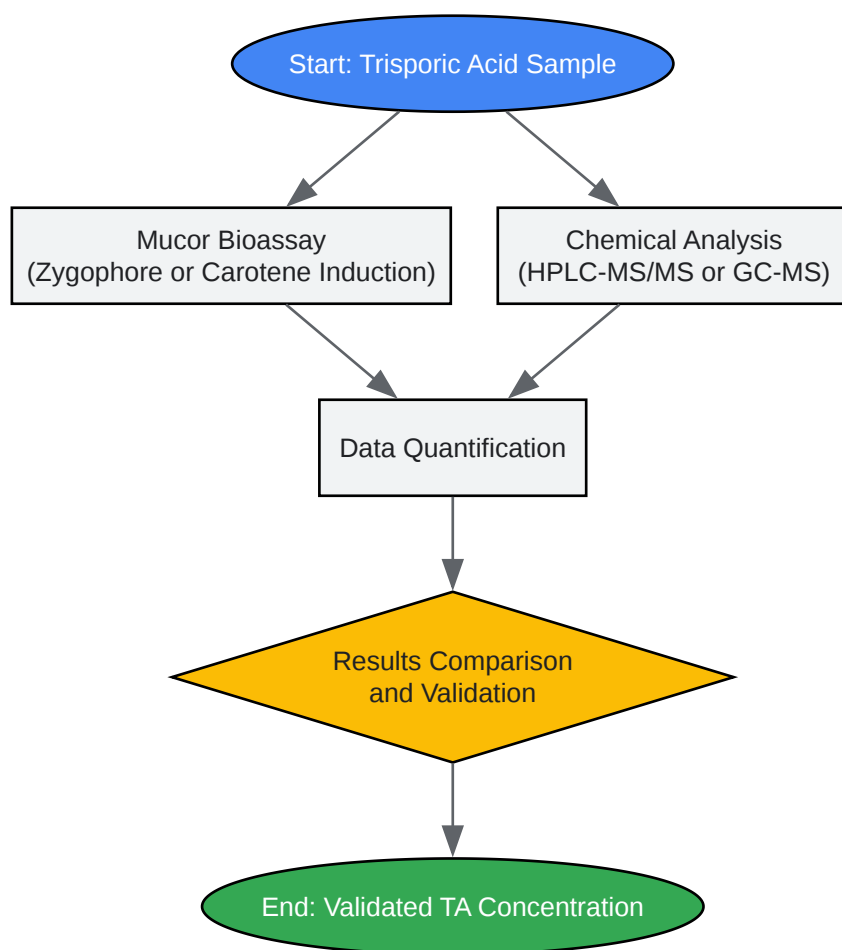 Start: Trisporic Acid Sample
Mucor Bioassay
(Zygophore or Carotene Induction)
Chemical Analysis
(HPLC-MS/MS or GC-MS)
Data Quantification
Results Comparison
and Validation
End: Validated TA Concentration